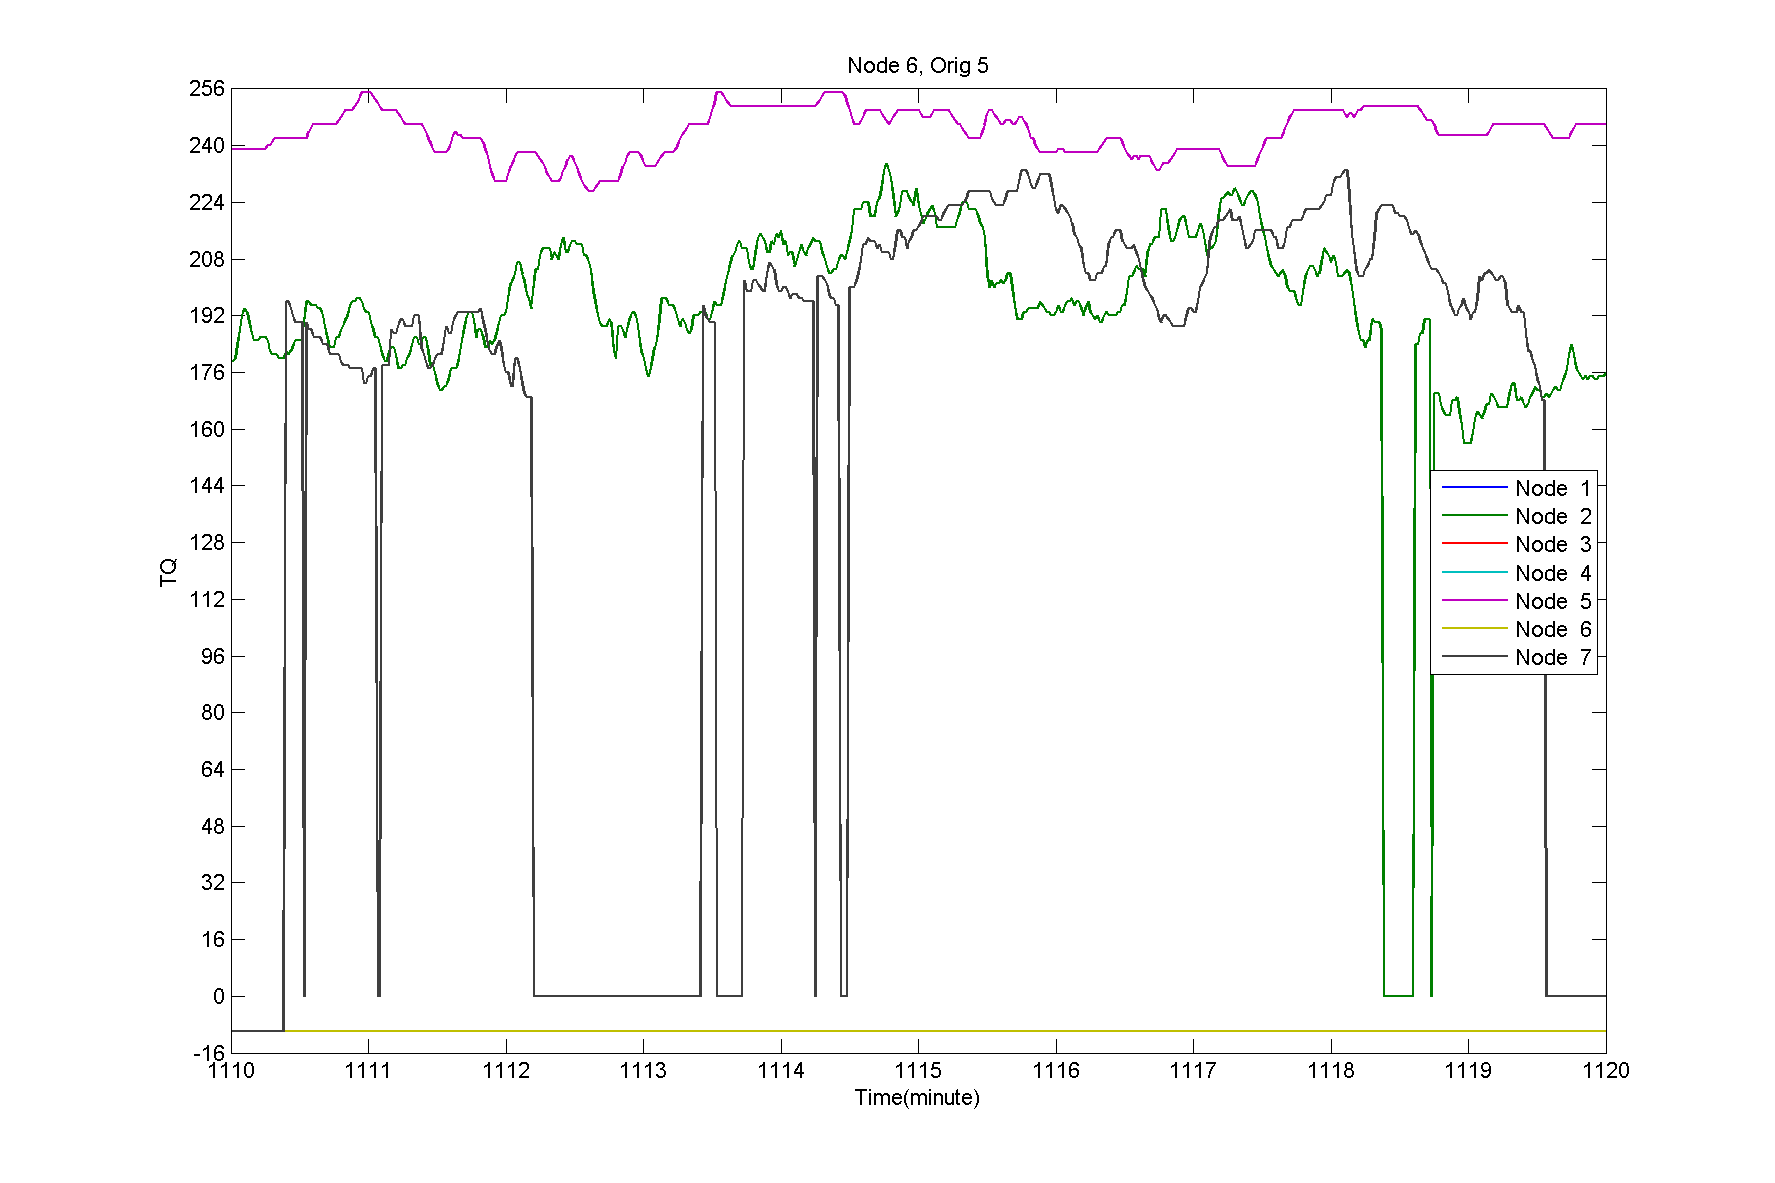 Node 6, Orig 5
256
240
224
208
192
176
160
144
128
112
96
80
64
48
32
16
0
-16
TQ
Node 1
Node 2
Node 3
Node 4
Node 5
Node 6
Node 7
1110 1111 1112 1113 1114 1115 1116 1117 1118 1119 1120
Time(minute)